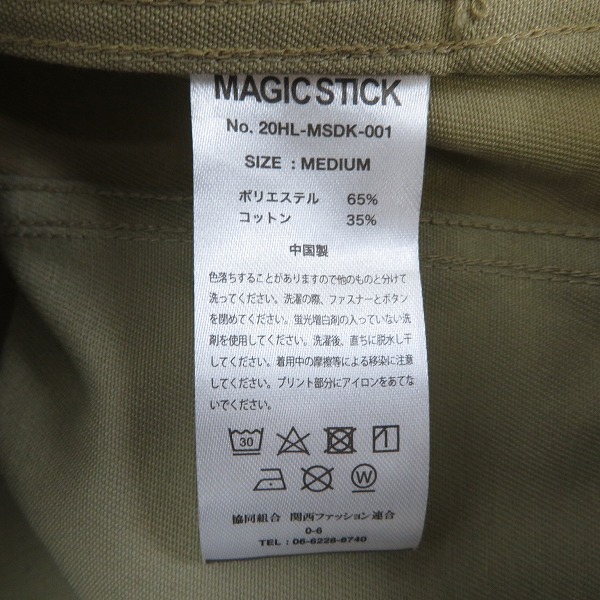 MAGIC STICK
No. 20HL-MSDK-001
SIZE : MEDIUM
ポリエステル 65%
コットン 35%
中国製
色落ちすることがありますので他のものと分けて
洗ってください。洗濯の際、ファスナーとボタン
を閉めてください。蛍光増白剤の入っていない洗
剤を使用してください。洗濯後、直ちに脱水し干
してください。着用中の摩擦等による移染に注意
してください。プリント部分にアイロンをあてな
いでください。
30
W
協同組合 関西ファッション連合
0-6
TEL : 06-6228-6740